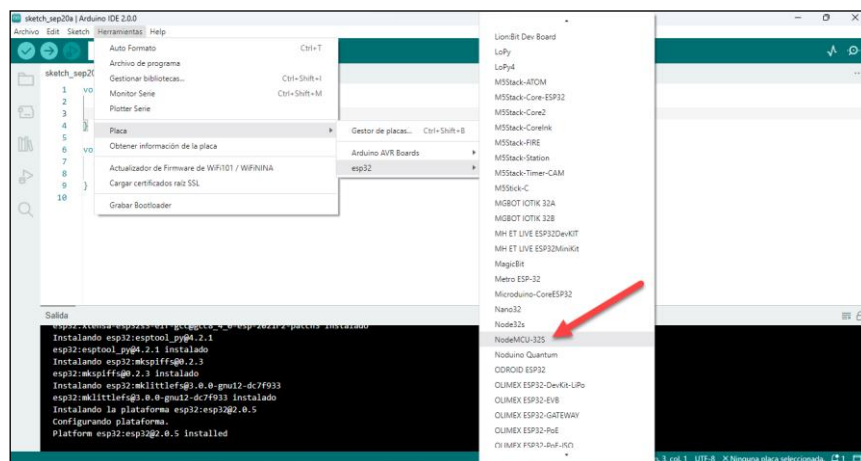 sketch_sep20a | Arduino IDE 2.0.0
Archivo Edit Sketch Herramientas Help
sketch_sep20
Auto Formato Ctrl+T
Archivo de programa
Gestionar bibliotecas... Ctrl+Shift+I
Monitor Serie Ctrl+Shift+M
Plotter Serie
Placa
Obtener información de la placa
Actualizador de Firmware de WiFi101 / WiFiNINA
Cargar certificados raíz SSL
Grabar Bootloader
1 vo
2
3
4 }
5
6 vo
7
8
9 }
10
Gestor de placas... Ctrl+Shift+B
Arduino AVR Boards
esp32
Lion:Bit Dev Board
LoPy
LoPy4
M5Stack-ATOM
M5Stack-Core-ESP32
M5Stack-Core2
M5Stack-CoreInk
M5Stack-FIRE
M5Stack-Station
M5Stack-Timer-CAM
M5Stick-C
MGBOT IOTIK 32A
MGBOT IOTIK 32B
MH ET LIVE ESP32DevKIT
MH ET LIVE ESP32MiniKit
MagicBit
Metro ESP-32
Microduino-CoreESP32
Nano32
Node32s
NodeMCU-32S
Noduino Quantum
ODROID ESP32
OLIMEX ESP32-DevKit-LiPo
OLIMEX ESP32-EVB
OLIMEX ESP32-GATEWAY
OLIMEX ESP32-PoE
OLIMEX ESP32-PoE-ISO
Salida
Instalando esp32:esptool_py@4.2.1
esp32:esptool_py@4.2.1 instalado
Instalando esp32:mkspiffs@0.2.3
esp32:mkspiffs@0.2.3 instalado
Instalando esp32:mklittlefs@3.0.0-gnu12-dc7f933
esp32:mklittlefs@3.0.0-gnu12-dc7f933 instalado
Instalando la plataforma esp32:esp32@2.0.5
Configurando plataforma.
Platform esp32:esp32@2.0.5 installed
3, col. 1 UTF-8 × Ninguna placa seleccionada. 1